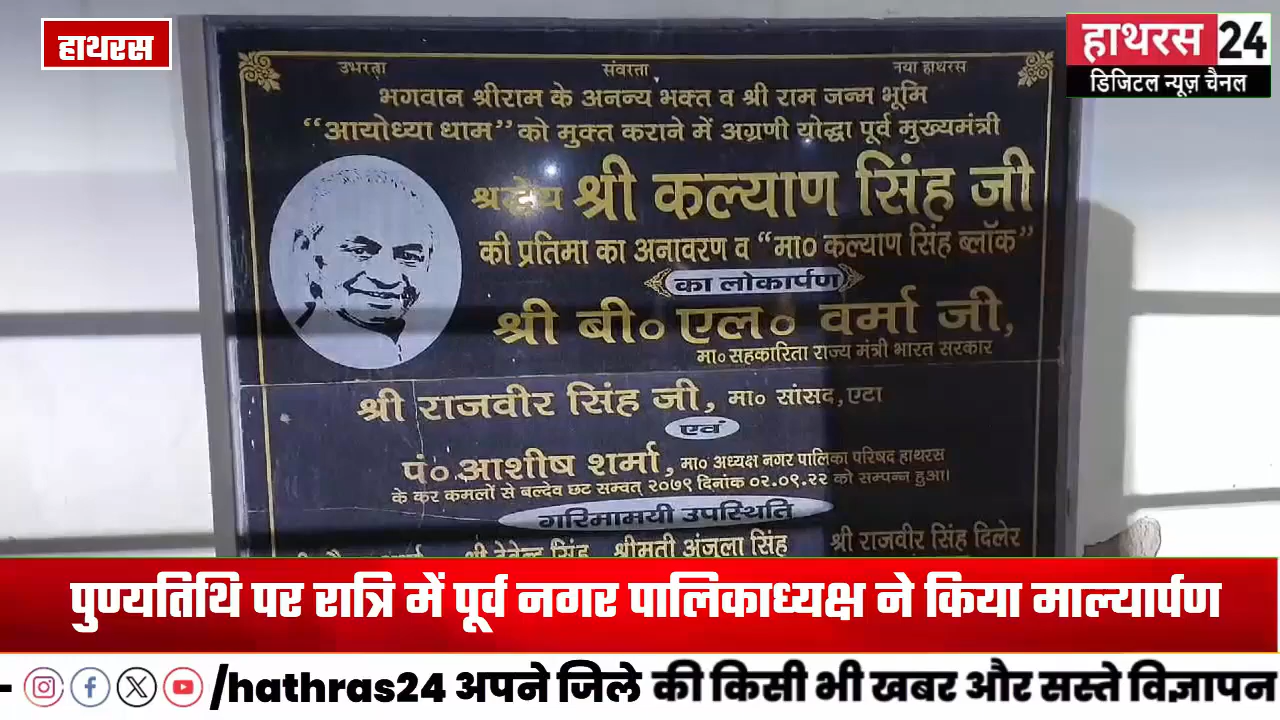 हाथरस
हाथरस 24
डिजिटल न्यूज़ चैनल
उभरता संवरता नया हाथरस
भगवान श्रीराम के अनन्य भक्त व श्री राम जन्म भूमि
“आयोध्या धाम” को मुक्त कराने में अग्रणी योद्धा पूर्व मुख्यमंत्री
श्रद्धेय श्री कल्याण सिंह जी
की प्रतिमा का अनावरण व “मा० कल्याण सिंह ब्लॉक”
का लोकार्पण
श्री बी० एल० वर्मा जी,
मा० सहकारिता राज्य मंत्री भारत सरकार
श्री राजवीर सिंह जी, मा० सांसद, एटा
एवं
पं० आशीष शर्मा, मा० अध्यक्ष नगर पालिका परिषद हाथरस
के कर कमलों से बल्देव छट सम्वत् २०७९ दिनांक ०२.०९.२२ को सम्पन्न हुआ।
गरिमामयी उपस्थिति
सिंह श्रीमती अंजुला सिंह श्री राजवीर सिंह दिलेर
पुण्यतिथि पर रात्रि में पूर्व नगर पालिकाध्यक्ष ने किया माल्यार्पण
/hathras24 अपने जिले की किसी भी खबर और सस्ते विज्ञापन